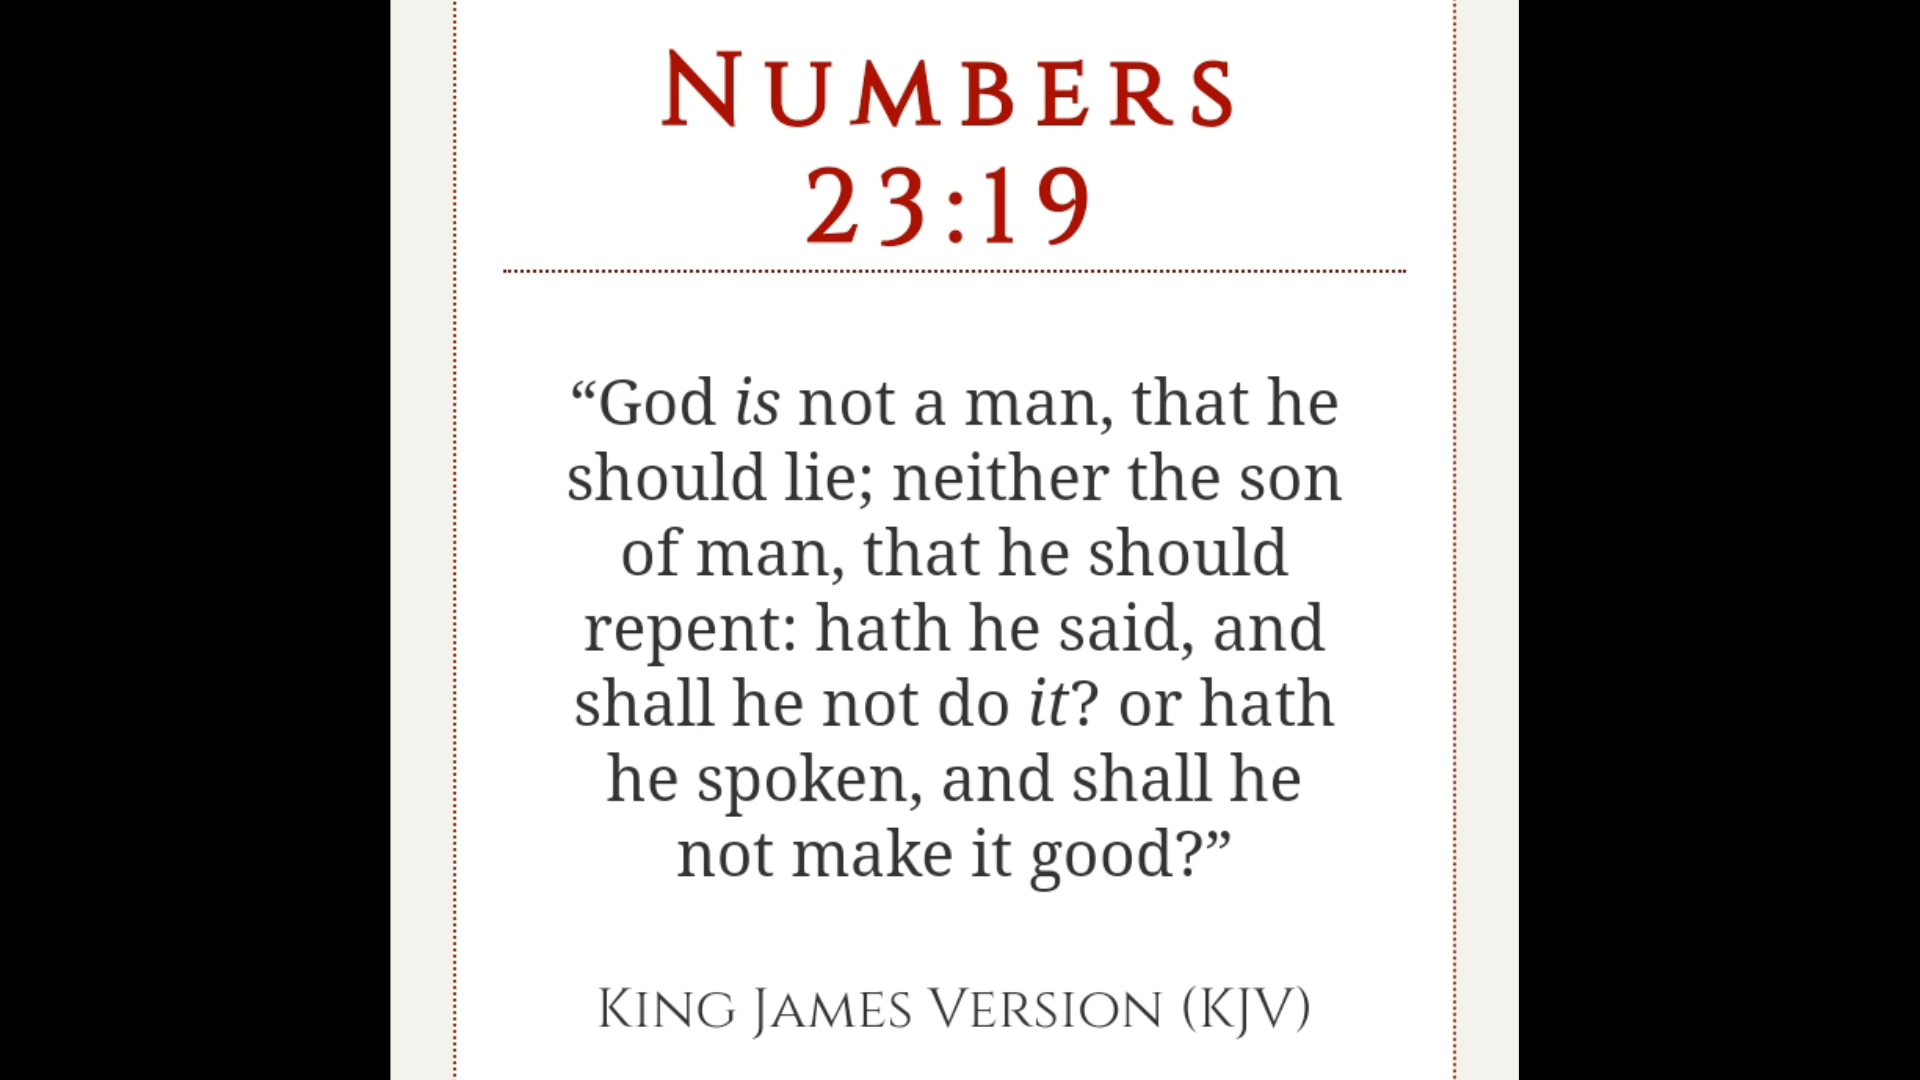 NUMBERS
23:19
“God is not a man, that he
should lie; neither the son
of man, that he should
repent: hath he said, and
shall he not do it? or hath
he spoken, and shall he
not make it good?”
KING JAMES VERSION (KJV)